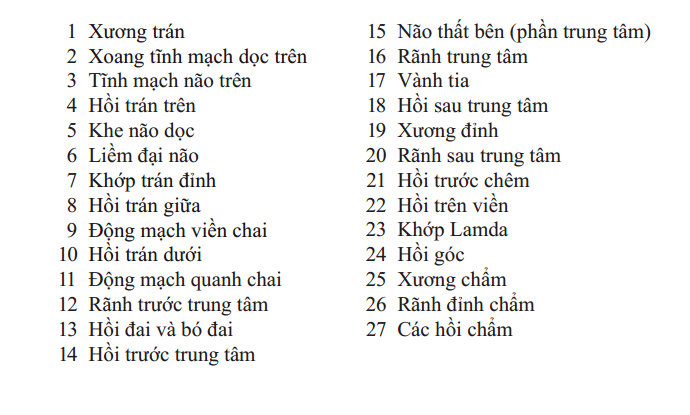 1 Xương trán
2 Xoang tĩnh mạch dọc trên
3 Tĩnh mạch não trên
4 Hồi trán trên
5 Khe não dọc
6 Liềm đại não
7 Khớp trán đỉnh
8 Hồi trán giữa
9 Động mạch viền chai
10 Hồi trán dưới
11 Động mạch quanh chai
12 Rãnh trước trung tâm
13 Hồi đai và bó đai
14 Hồi trước trung tâm
15 Não thất bên (phần trung tâm)
16 Rãnh trung tâm
17 Vành tia
18 Hồi sau trung tâm
19 Xương đỉnh
20 Rãnh sau trung tâm
21 Hồi trước chêm
22 Hồi trên viền
23 Khớp Lamda
24 Hồi góc
25 Xương chẩm
26 Rãnh đỉnh chẩm
27 Các hồi chẩm